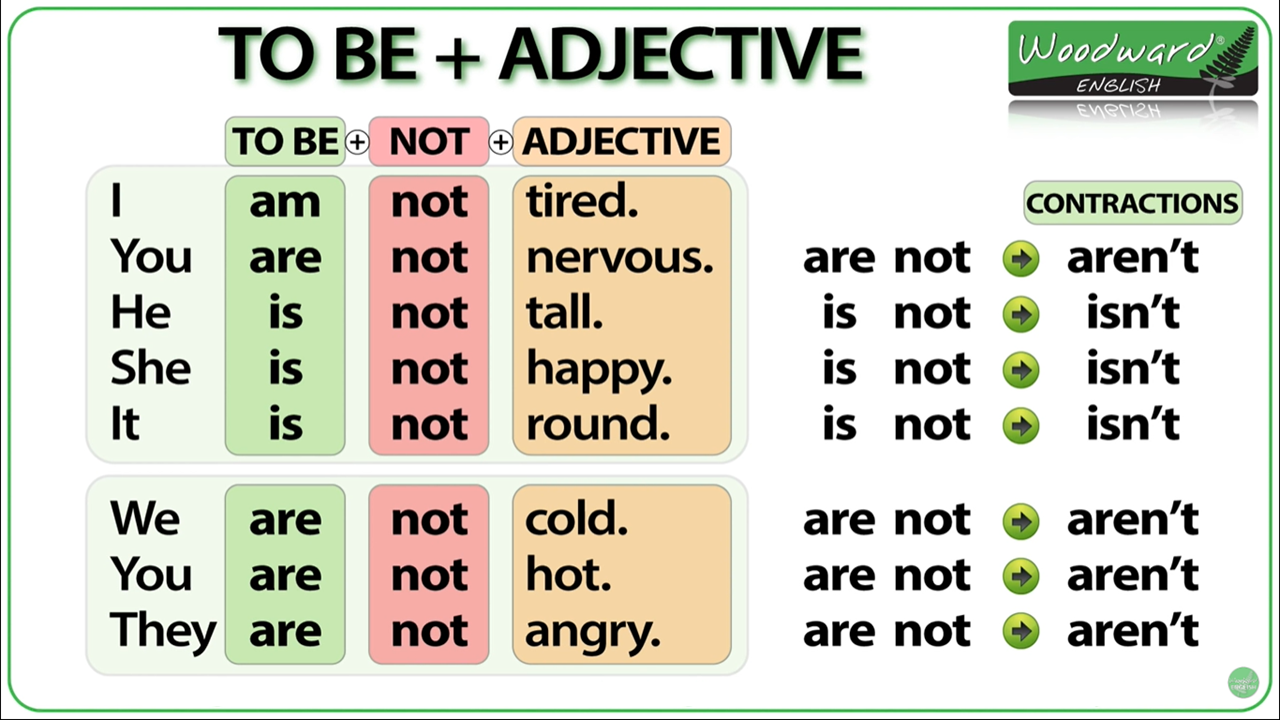 TO BE + ADJECTIVE
Woodward®
ENGLISH
TO BE + NOT + ADJECTIVE
CONTRACTIONS
I am not tired.
You are not nervous. are not aren’t
He is not tall. is not isn’t
She is not happy. is not isn’t
It is not round. is not isn’t
We are not cold. are not aren’t
You are not hot. are not aren’t
They are not angry. are not aren’t